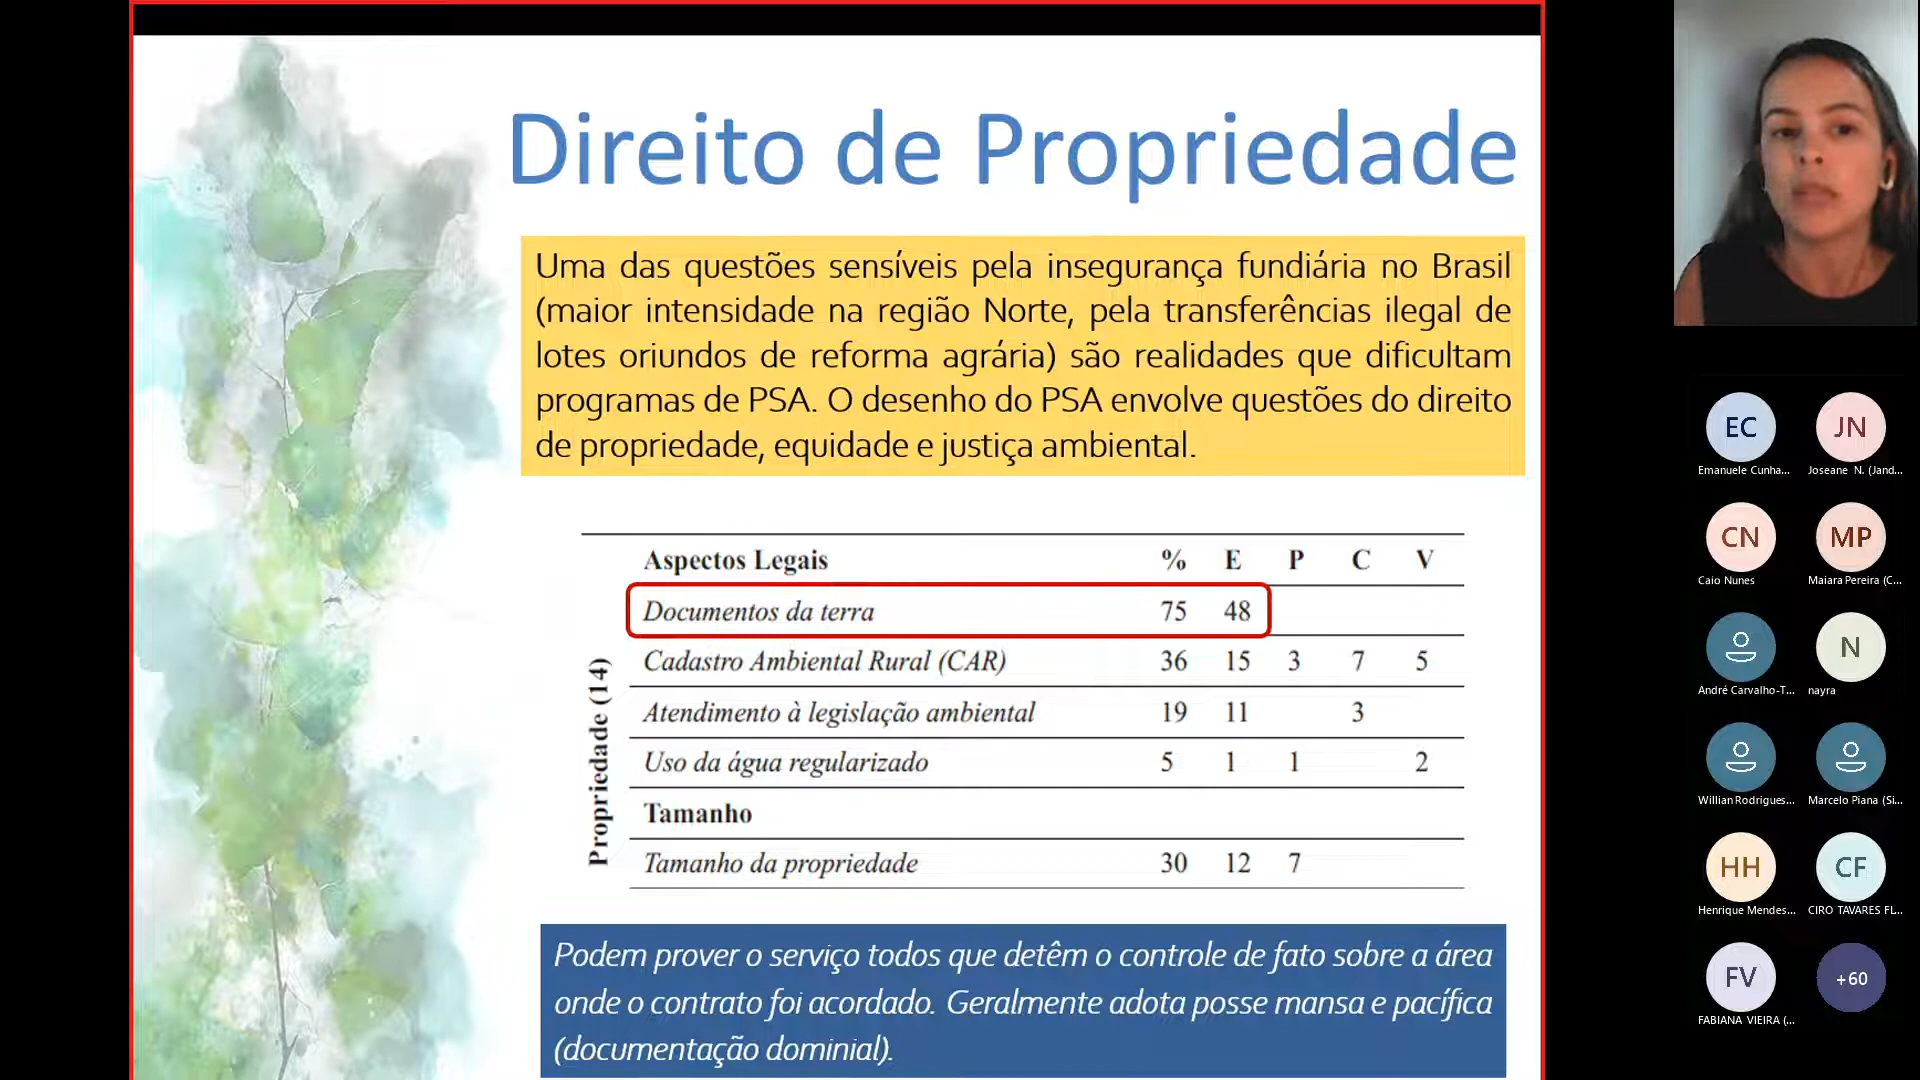 Direito de Propriedade
Uma das questões sensíveis pela insegurança fundiária no Brasil
(maior intensidade na região Norte, pela transferências ilegal de
lotes oriundos de reforma agrária) são realidades que dificultam
programas de PSA. O desenho do PSA envolve questões do direito
de propriedade, equidade e justiça ambiental.
Propriedade (14)
Aspectos Legais % E P C V
Documentos da terra 75 48
Cadastro Ambiental Rural (CAR) 36 15 3 7 5
Atendimento à legislação ambiental 19 11 3
Uso da água regularizado 5 1 1 2
Tamanho
Tamanho da propriedade 30 12 7
Podem prover o serviço todos que detêm o controle de fato sobre a área
onde o contrato foi acordado. Geralmente adota posse mansa e pacífica
(documentação dominial).
EC JN
Emanuele Cunha... Joseane N. (Jand...
CN MP
Caio Nunes Maiara Pereira (C...
N
André Carvalho-T... nayra
Willian Rodrigues... Marcelo Piana (Si...
HH CF
Henrique Mendes... CIRO TAVARES FL...
FV +60
FABIANA VIEIRA (...